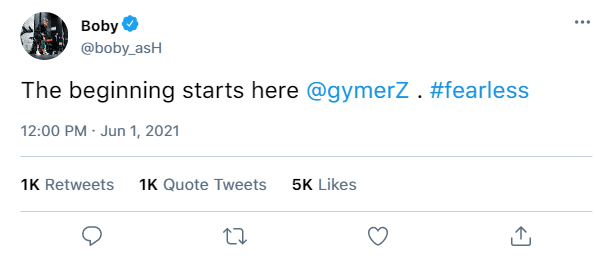 Boby
@boby_asH
The beginning starts here @gymerZ . #fearless
12:00 PM · Jun 1, 2021
1K Retweets 1K Quote Tweets 5K Likes